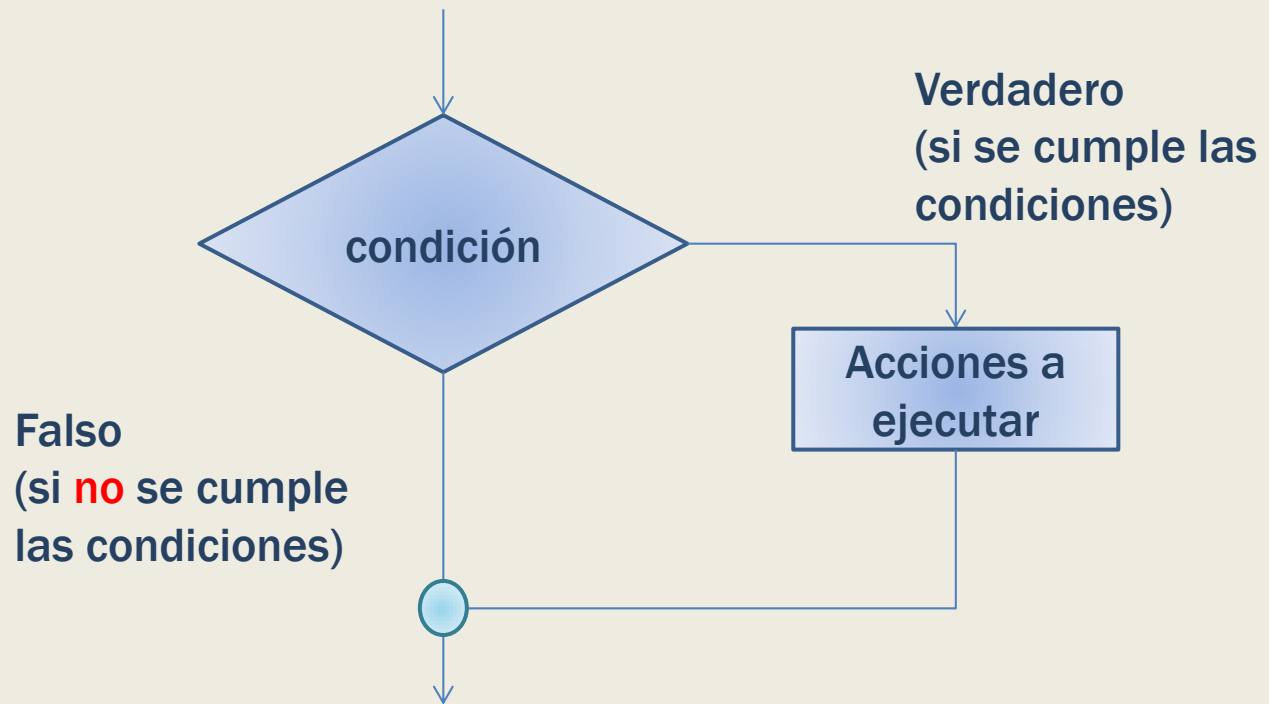 Verdadero
(si se cumple las
condiciones)
condición
Acciones a
ejecutar
Falso
(si no se cumple
las condiciones)